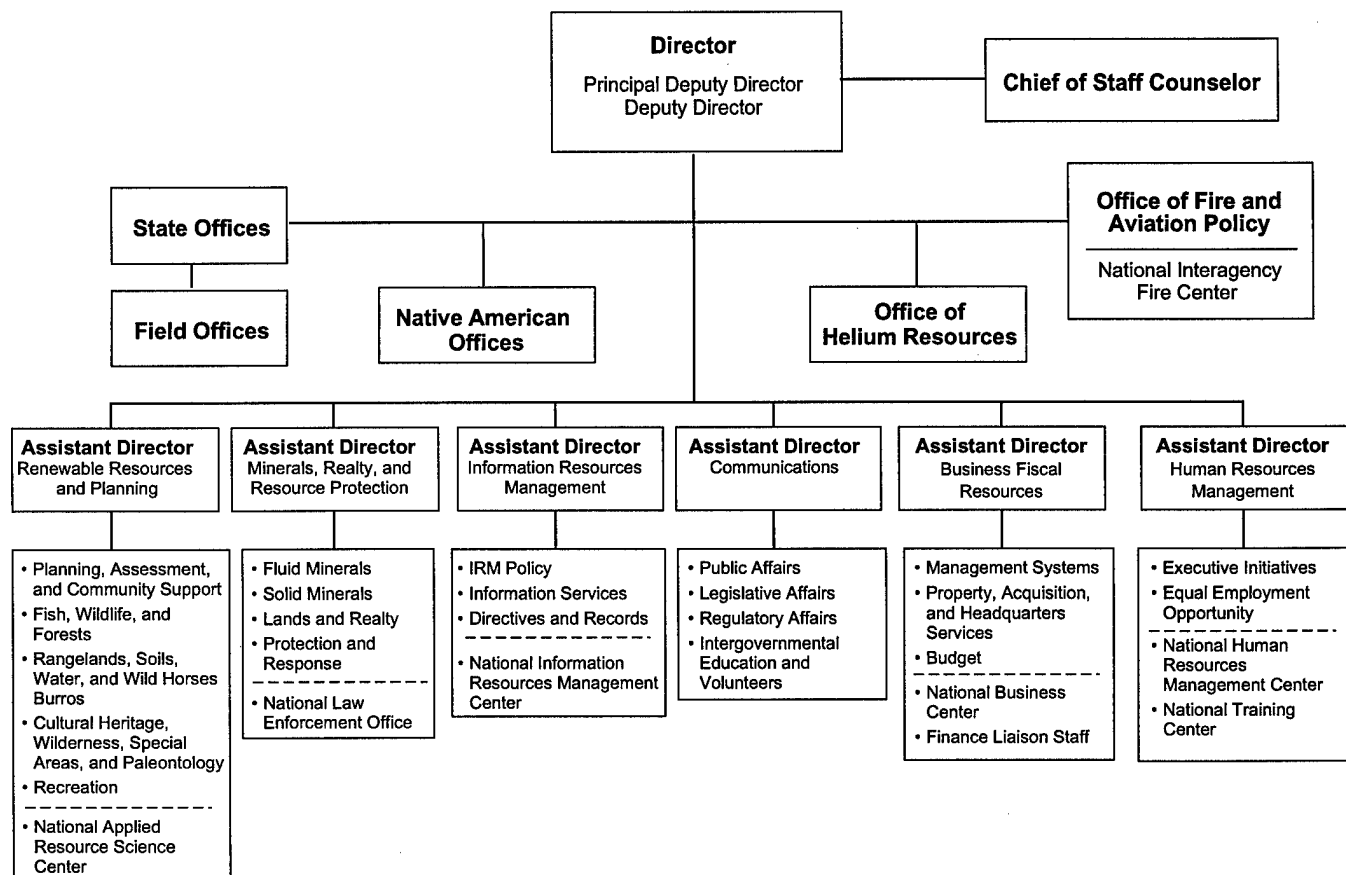 Director
Principal Deputy Director
Deputy Director
Chief of Staff Counselor
State Offices
Field Offices
Native American
Offices
Office of
Helium Resources
Office of Fire and
Aviation Policy
National Interagency
Fire Center
Assistant Director
Renewable Resources
and Planning
• Planning, Assessment,
and Community Support
• Fish, Wildlife, and
Forests
• Rangelands, Soils,
Water, and Wild Horses
Burros
• Cultural Heritage,
Wilderness, Special
Areas, and Paleontology
• Recreation
• National Applied
Resource Science
Center
Assistant Director
Minerals, Realty, and
Resource Protection
• Fluid Minerals
• Solid Minerals
• Lands and Realty
• Protection and
Response
• National Law
Enforcement Office
Assistant Director
Information Resources
Management
• IRM Policy
• Information Services
• Directives and Records
• National Information
Resources Management
Center
Assistant Director
Communications
• Public Affairs
• Legislative Affairs
• Regulatory Affairs
• Intergovernmental
Education and
Volunteers
Assistant Director
Business Fiscal
Resources
• Management Systems
• Property, Acquisition,
and Headquarters
Services
• Budget
• National Business
Center
• Finance Liaison Staff
Assistant Director
Human Resources
Management
• Executive Initiatives
• Equal Employment
Opportunity
• National Human
Resources
Management Center
• National Training
Center